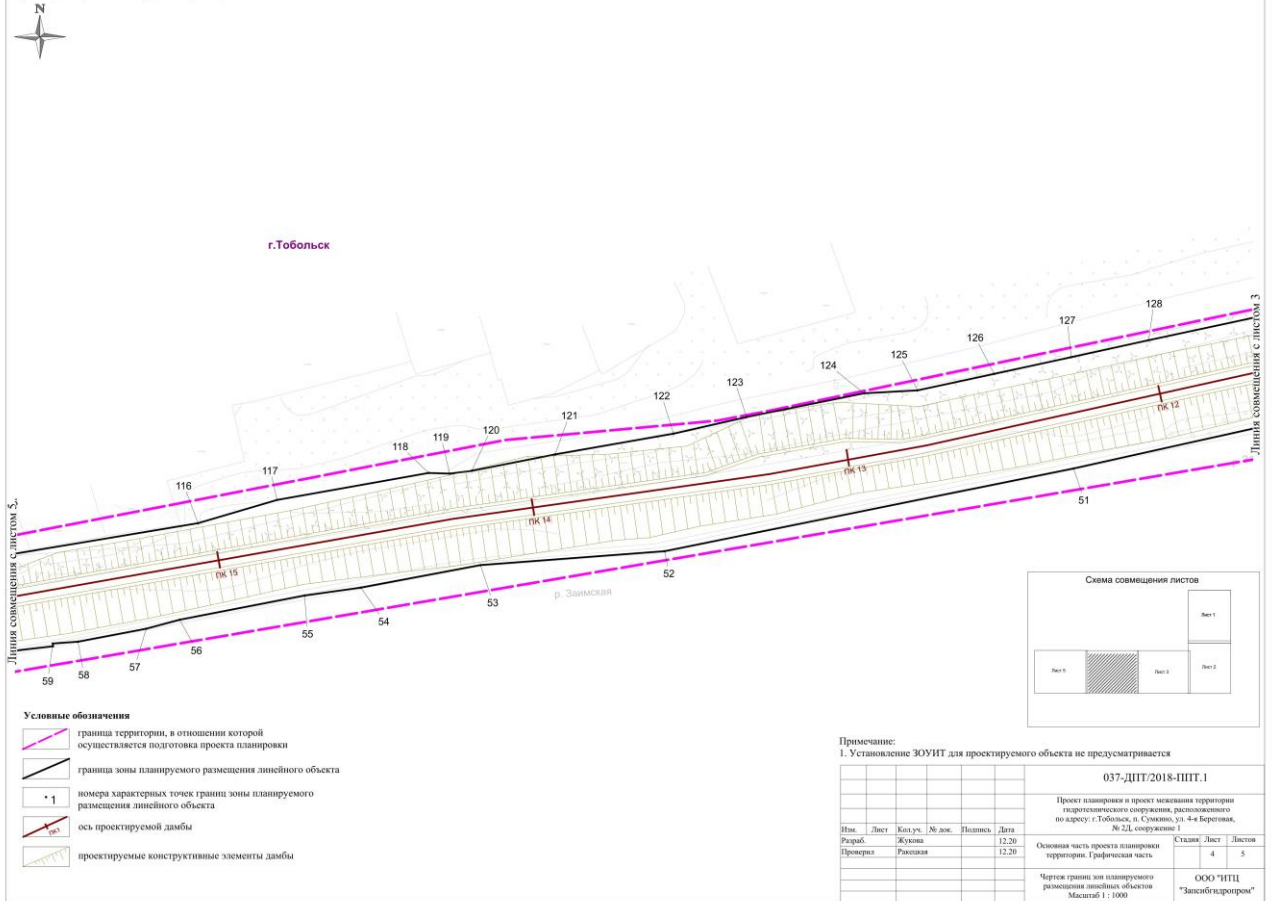 N
г.Тобольск
128
127
126
125
124
123
122
121
120
119
118
117
116
Линия совмещения с листом 3
Линия совмещения с листом 5
ПК 12
ПК 13
ПК 14
ПК 15
51
52
53
54
55
56
57
58
59
р. Заимская
Схема совмещения листов
Лист 1
Лист 2
Лист 3
Лист 5
Условные обозначения
граница территории, в отношении которой
осуществляется подготовка проекта планировки
граница зоны планируемого размещения линейного объекта
1
номера характерных точек границ зоны планируемого
размещения линейного объекта
ПК1
ось проектируемой дамбы
проектируемые конструктивные элементы дамбы
Примечание:
1. Установление ЗОУИТ для проектируемого объекта не предусматривается
037-ДПТ/2018-ППТ.1
Проект планировки и проект межевания территории
гидротехнического сооружения, расположенного
по адресу: г.Тобольск, п. Сумкино, ул. 4-я Береговая,
№ 2Д, сооружение 1
Изм. Лист Кол.уч. № док. Подпись Дата
Разраб. Жукова 12.20
Проверил Ракецкая 12.20
Основная часть проекта планировки
территории. Графическая часть
Стадия Лист Листов
4 5
Чертеж границ зон планируемого
размещения линейных объектов
Масштаб 1 : 1000
ООО "ИТЦ
"Запсибгидропром"